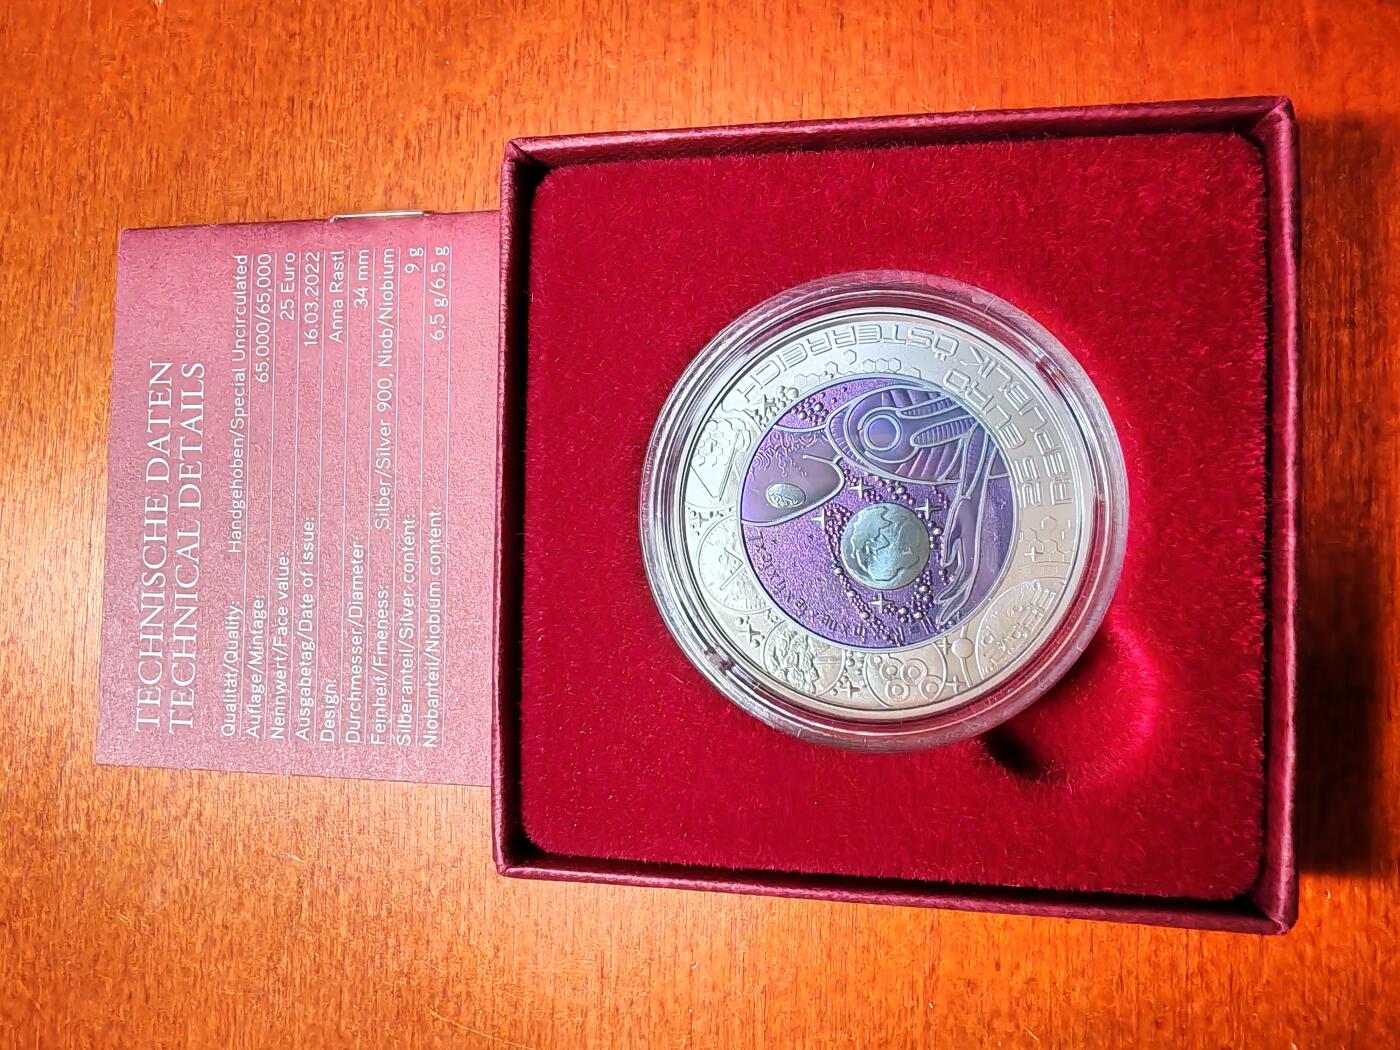 TECHNISCHE DATEN
TECHNICAL DETAILS
Qualität/Quality: Handgehoben/Special Uncirculated
Auflage/Mintage: 65.000/65,000
Nennwert/Face value: 25 Euro
Ausgabetag/Date of issue: 16.03.2022
Design: Anna Rastl
Durchmesser/Diameter: 34 mm
Feinheit/Fineness: Silber/Silver 900, Niob/Niobium
Silberanteil/Silver content: 9 g
Niobanteil/Niobium content: 6,5 g/6.5 g
REPUBLIK ÖSTERREICH
25 EURO